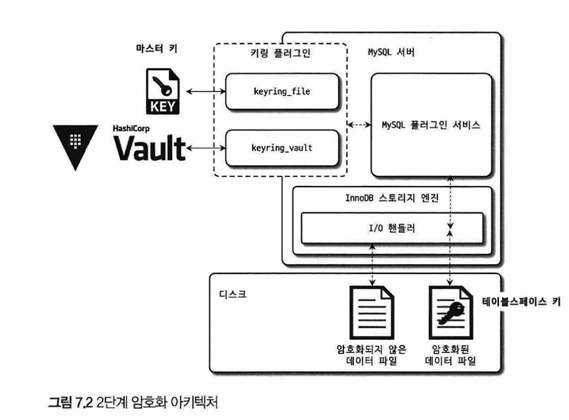 마스터 키
키링 플러그인
MySQL 서버
KEY
keyring_file
HashiCorp
Vault
keyring_vault
MySQL 플러그인 서비스
InnoDB 스토리지 엔진
I/O 핸들러
디스크
테이블스페이스 키
암호화되지 않은
데이터 파일
암호화된
데이터 파일
그림 7.2 2단계 암호화 아키텍처